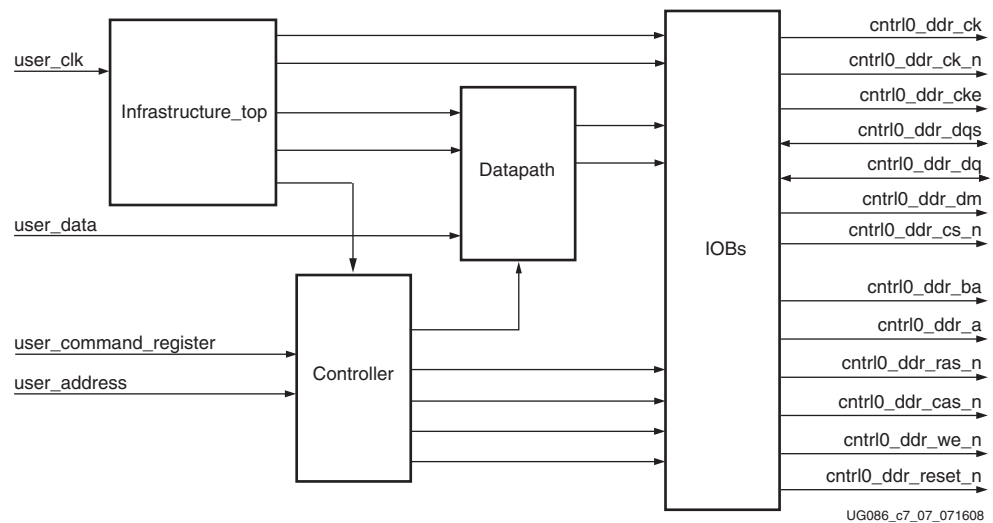 cntrl0_ddr_ck
user_clk
cntrl0_ddr_ck_n
Infrastructure_top
cntrl0_ddr_cke
cntrl0_ddr_dqs
Datapath
cntrl0_ddr_dq
cntrl0_ddr_dm
user_data
cntrl0_ddr_cs_n
IOBs
cntrl0_ddr_ba
cntrl0_ddr_a
user_command_register
cntrl0_ddr_ras_n
Controller
user_address
cntrl0_ddr_cas_n
cntrl0_ddr_we_n
cntrl0_ddr_reset_n
UG086_c7_07_071608